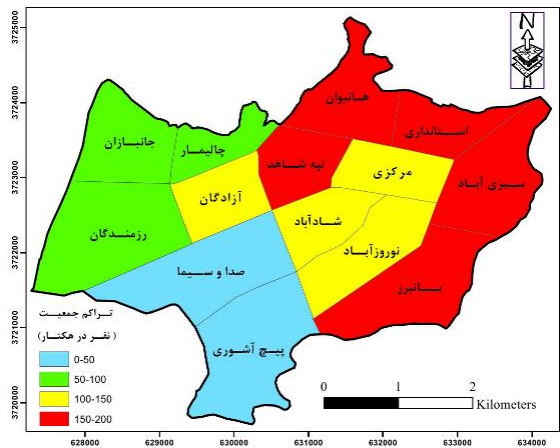 3725000
3724000
3723000
3722000
3721000
3720000
N
هانیوان
استانداری
جانبازان
چالیمار
تپه شاهد
مرکزی
سبزی آباد
آزادگان
شادآباد
رزمندگان
نوروزآباد
صدا و سیما
بانبرز
پیچ آشوری
تراکم جمعیت
(نفر در هکتار)
0-50
50-100
100-150
150-200
0 1 2
Kilometers
628000 629000 630000 631000 632000 633000 634000